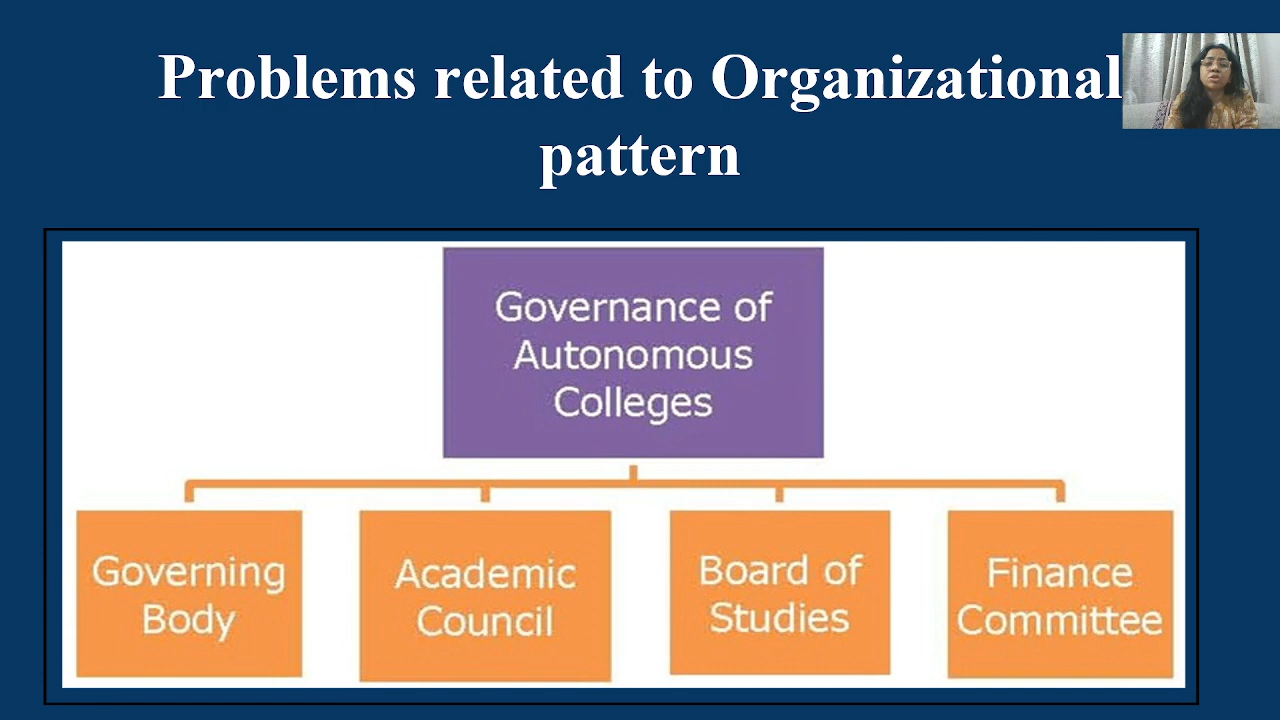 Problems related to Organizational
pattern
Governance of
Autonomous
Colleges
Governing
Body
Academic
Council
Board of
Studies
Finance
Committee